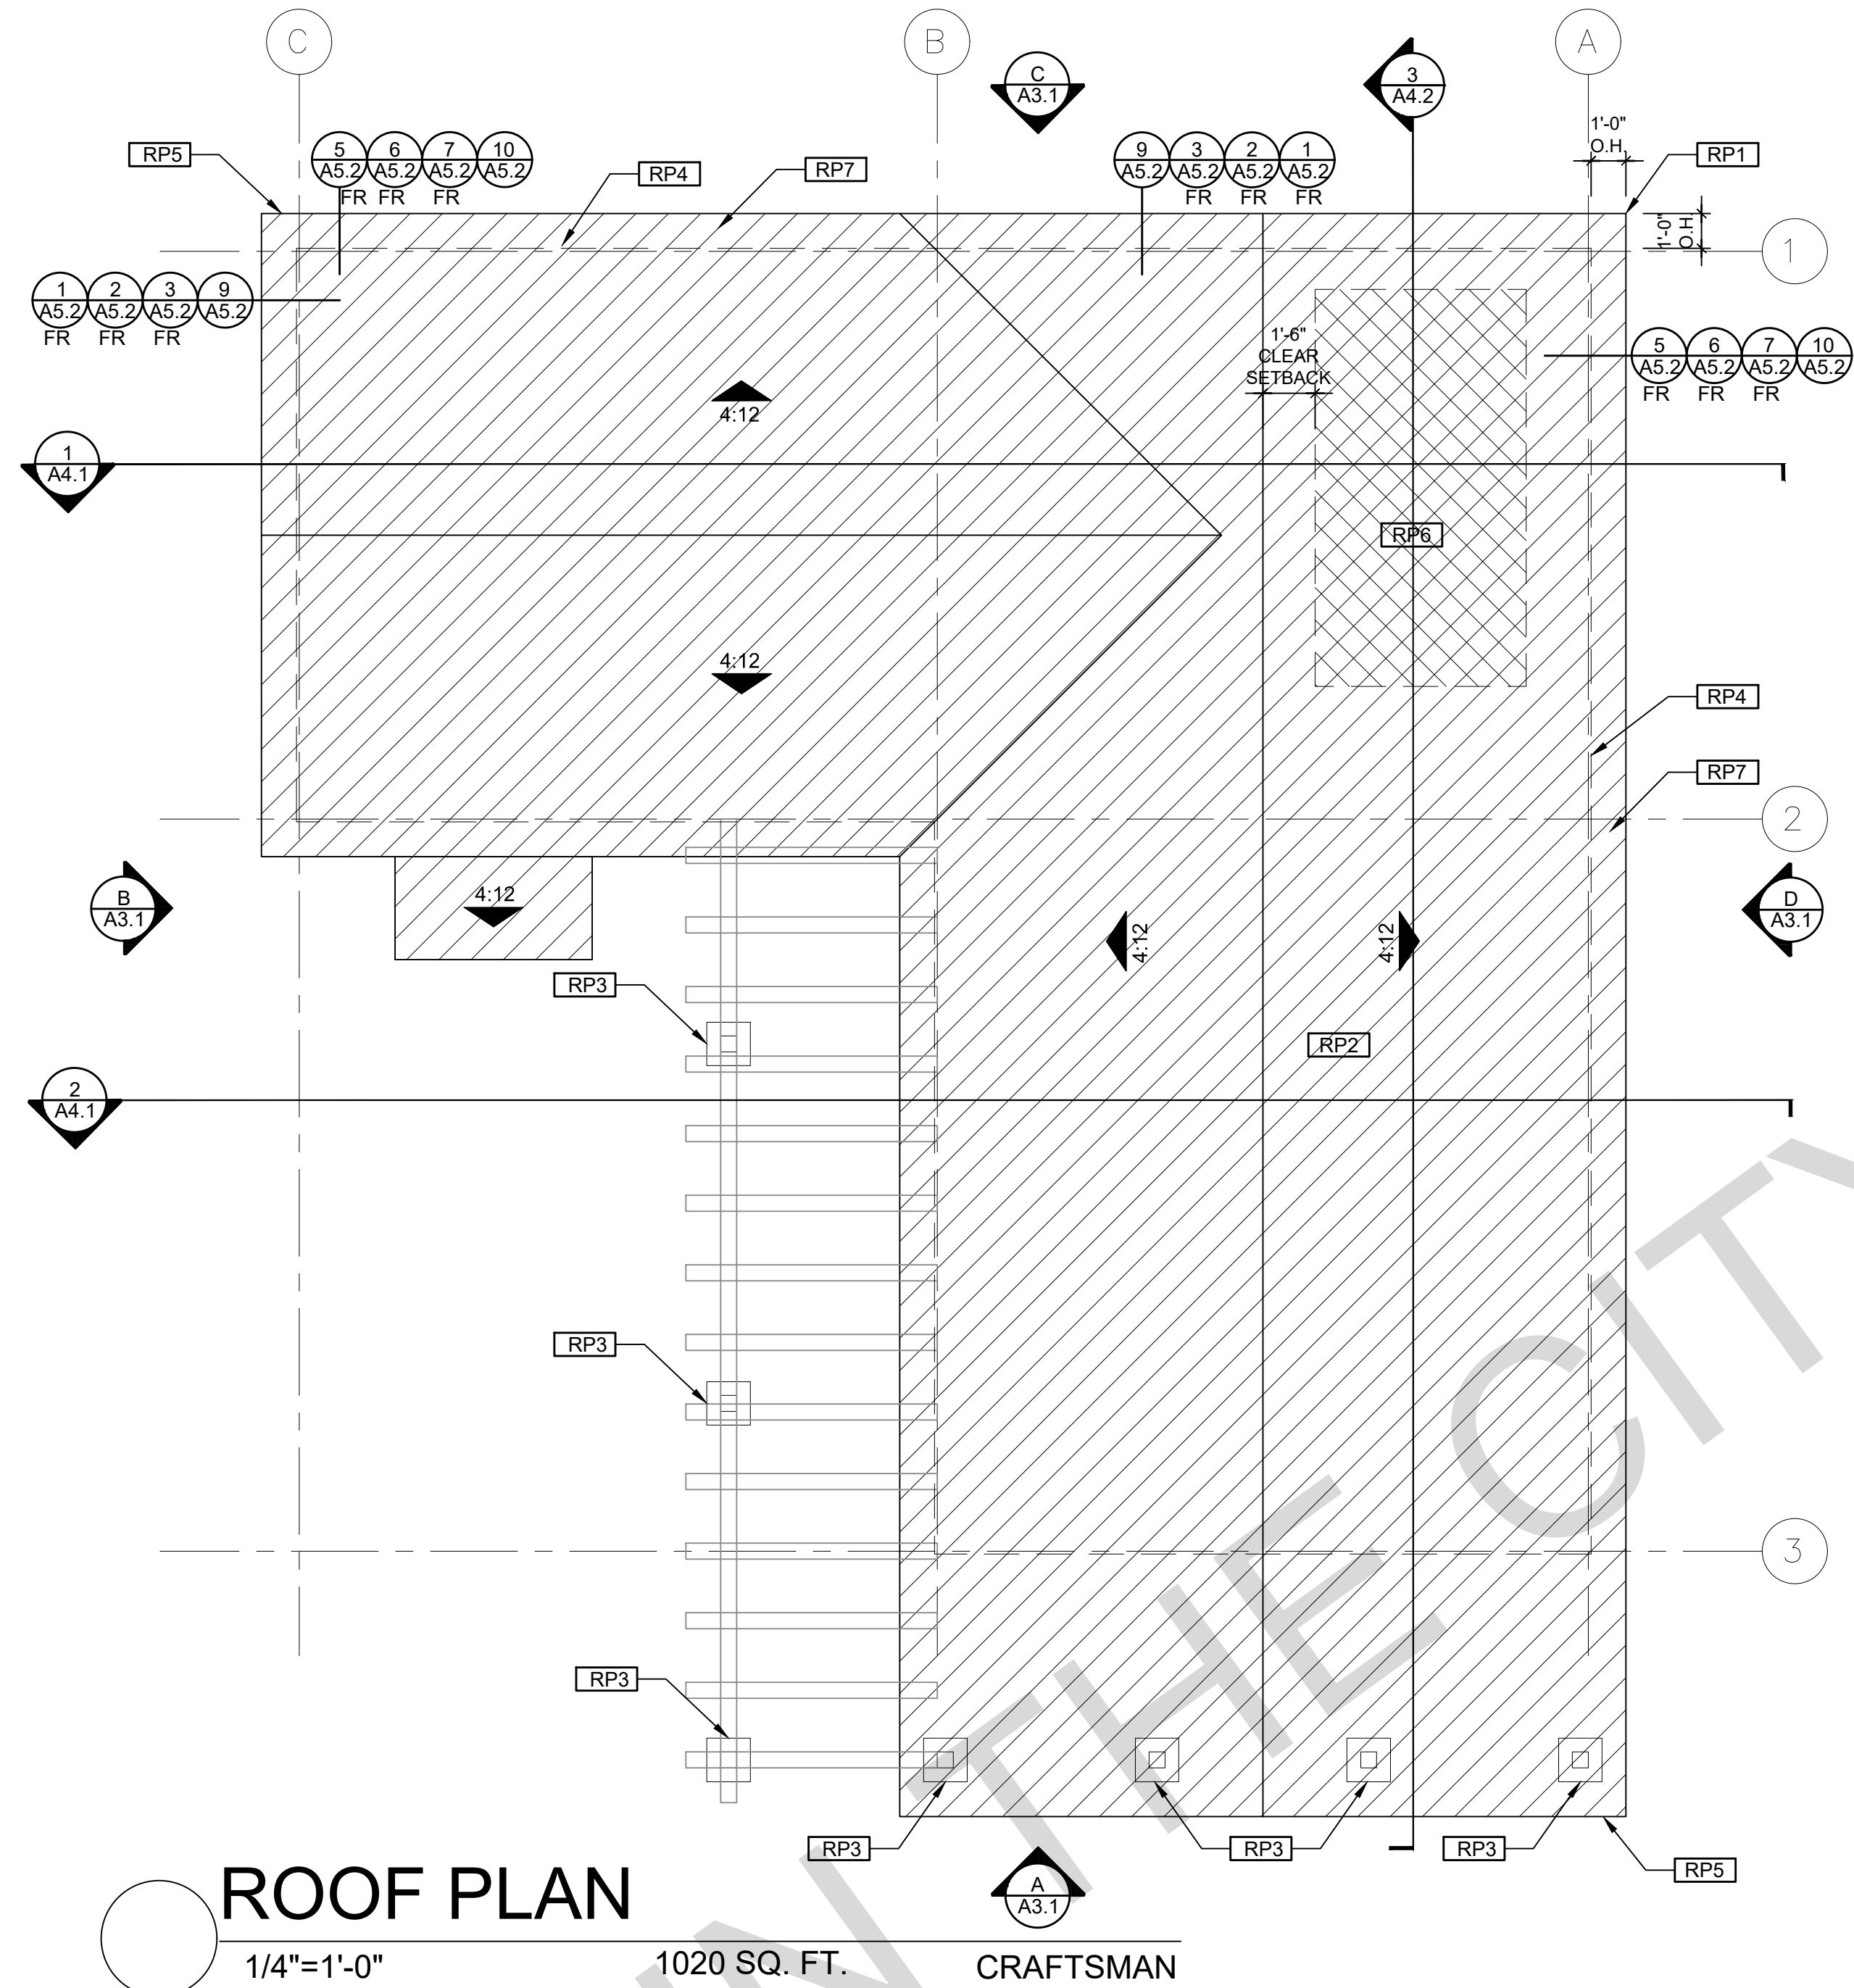 C
B
A
C
A3.1
3
A4.2
1'-0"
O.H.
RP5
5 6 7 10
A5.2 A5.2 A5.2 A5.2
FR FR FR
RP4
RP7
9 3 2 1
A5.2 A5.2 A5.2 A5.2
FR FR FR
RP1
1'-0"
O.H.
1
1 2 3 9
A5.2 A5.2 A5.2 A5.2
FR FR FR
1'-6"
CLEAR
SETBACK
5 6 7 10
A5.2 A5.2 A5.2 A5.2
FR FR FR
4:12
1
A4.1
RP6
4:12
RP4
RP7
2
B
A3.1
4:12
4:12
4:12
D
A3.1
RP3
RP2
2
A4.1
RP3
3
RP3
RP3
RP3
RP3
RP5
A
A3.1
ROOF PLAN
1/4"=1'-0" 1020 SQ. FT. CRAFTSMAN
IN THE CITY